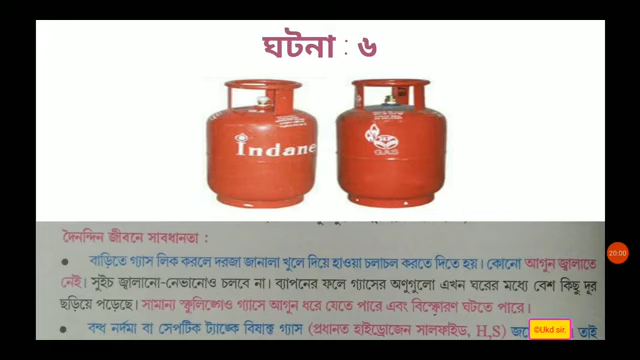 ঘটনা : ৬
Indane
GAS
দৈনন্দিন জীবনে সাবধানতা :
• বাড়িতে গ্যাস লিক করলে দরজা জানালা খুলে দিয়ে হাওয়া চলাচল করতে দিতে হয়। কোনো আগুন জ্বালাতে
নেই। সুইচ জ্বালানো-নেভানোও চলবে না। ব্যাপনের ফলে গ্যাসের অণুগুলো এখন ঘরের মধ্যে বেশ কিছু দূর
ছড়িয়ে পড়েছে। সামান্য স্ফুলিঙ্গেও গ্যাসে আগুন ধরে যেতে পারে এবং বিস্ফোরণ ঘটতে পারে।
• বন্ধ নর্দমা বা সেপটিক ট্যাঙ্কে বিষাক্ত গ্যাস (প্রধানত হাইড্রোজেন সালফাইড, H₂S) । তাই
20:00
©Ukd sir.